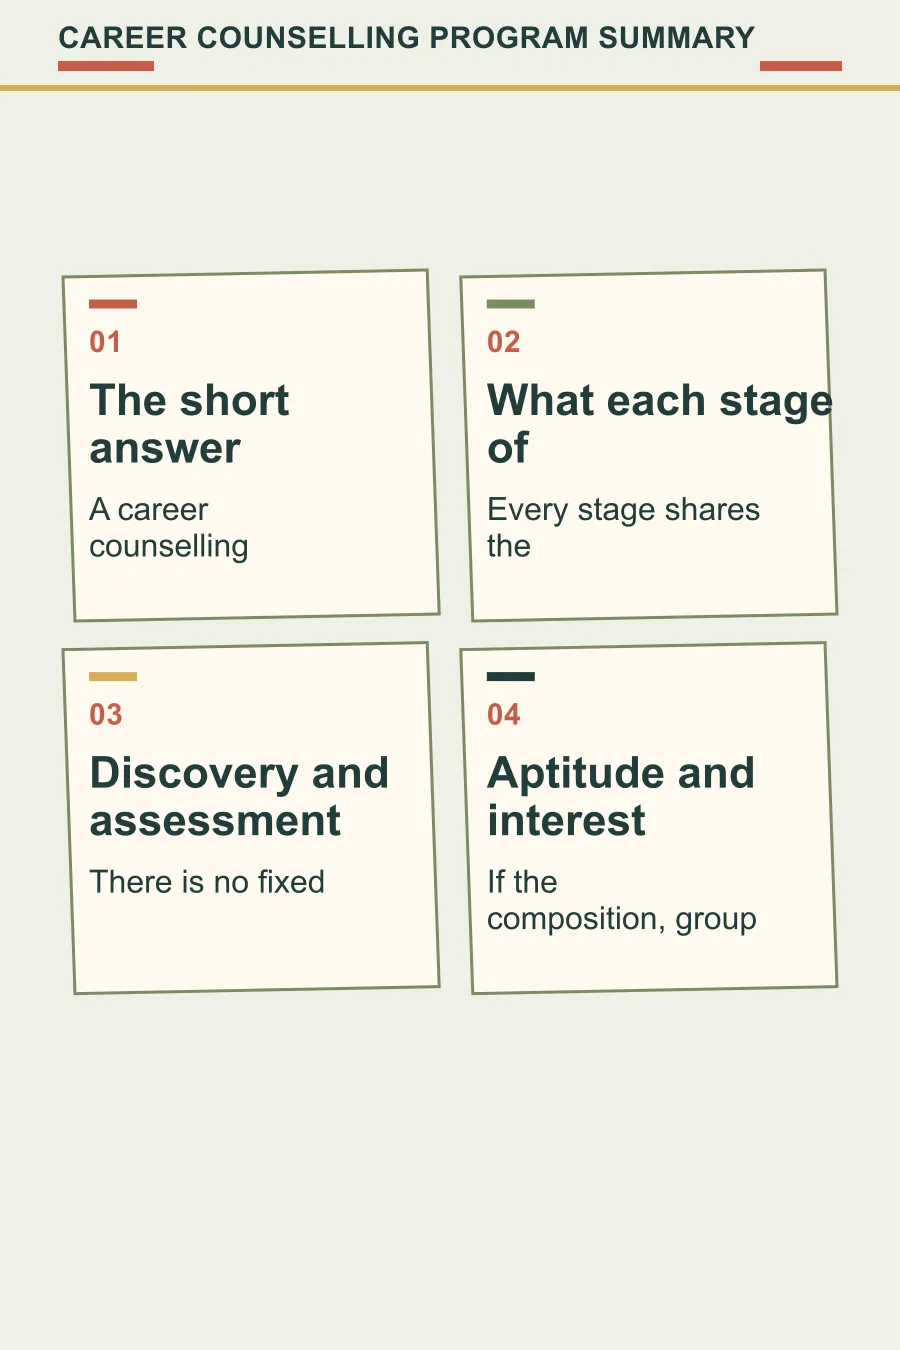 CAREER COUNSELLING PROGRAM SUMMARY
01
The short
answer
A career
counselling
02
What each stage
of
Every stage shares
the
03
Discovery and
assessment
There is no fixed
04
Aptitude and
interest
If the
composition, group